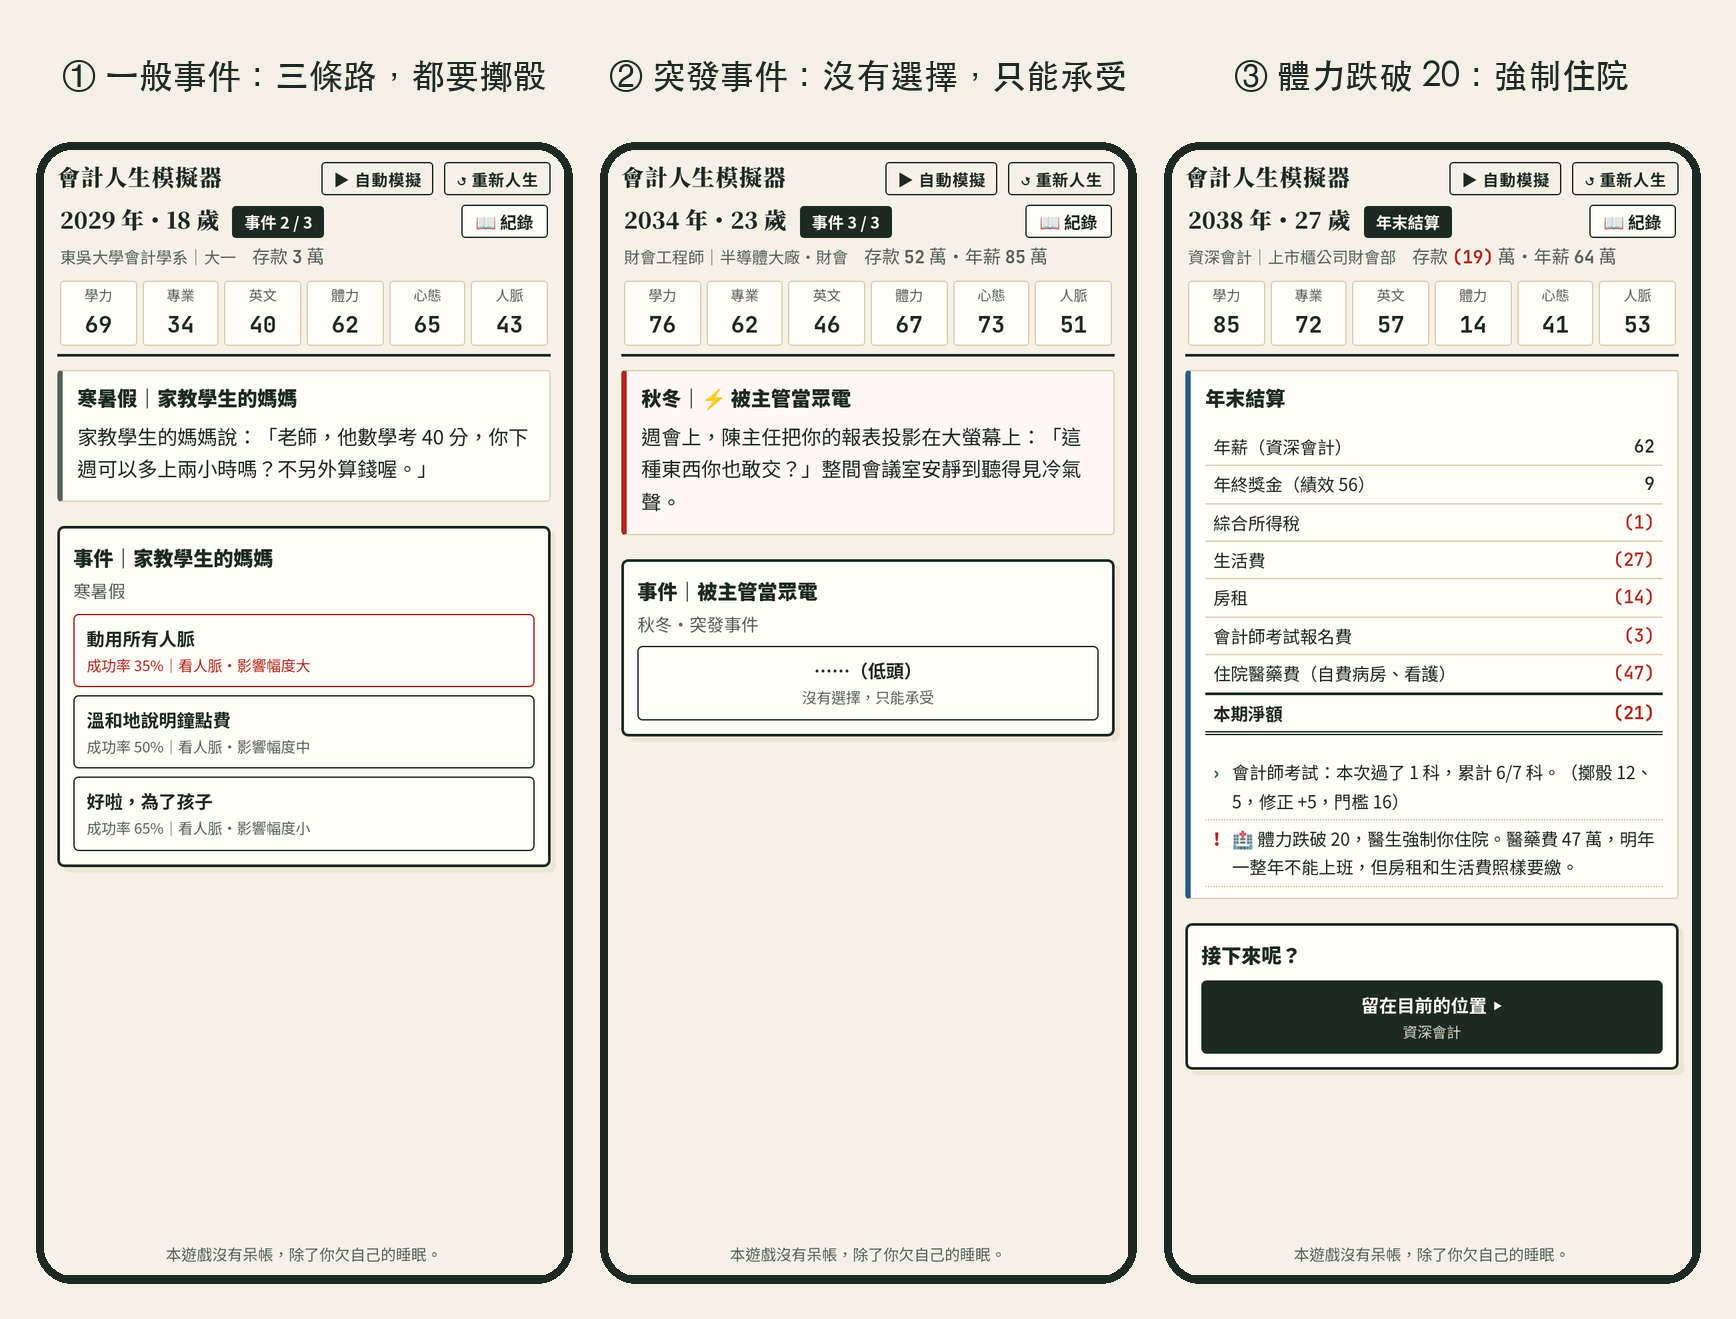 ① 一般事件：三條路，都要擲骰
會計人生模擬器
▶ 自動模擬
↺ 重新人生
2029 年・18 歲
事件 2 / 3
📖 紀錄
東吳大學會計學系｜大一 存款 3 萬
學力 專業 英文 體力 心態 人脈
69 34 40 62 65 43
寒暑假｜家教學生的媽媽
家教學生的媽媽說：「老師，他數學考 40 分，你下
週可以多上兩小時嗎？不另外算錢喔。」
事件｜家教學生的媽媽
寒暑假
動用所有人脈
成功率 35%｜看人脈・影響幅度大
溫和地說明鐘點費
成功率 50%｜看人脈・影響幅度中
好啦，為了孩子
成功率 65%｜看人脈・影響幅度小
本遊戲沒有呆帳，除了你欠自己的睡眠。
② 突發事件：沒有選擇，只能承受
會計人生模擬器
▶ 自動模擬
↺ 重新人生
2034 年・23 歲
事件 3 / 3
📖 紀錄
財會工程師｜半導體大廠・財會 存款 52 萬・年薪 85 萬
學力 專業 英文 體力 心態 人脈
76 62 46 67 73 51
秋冬｜⚡ 被主管當眾電
週會上，陳主任把你的報表投影在大螢幕上：「這
種東西你也敢交？」整間會議室安靜到聽得見冷氣
聲。
事件｜被主管當眾電
秋冬・突發事件
⋯⋯（低頭）
沒有選擇，只能承受
本遊戲沒有呆帳，除了你欠自己的睡眠。
③ 體力跌破 20：強制住院
會計人生模擬器
▶ 自動模擬
↺ 重新人生
2038 年・27 歲
年末結算
📖 紀錄
資深會計｜上市櫃公司財會部 存款 (19) 萬・年薪 64 萬
學力 專業 英文 體力 心態 人脈
85 72 57 14 41 53
年末結算
年薪（資深會計） 62
年終獎金（績效 56） 9
綜合所得稅 (1)
生活費 (27)
房租 (14)
會計師考試報名費 (3)
住院醫藥費（自費病房、看護） (47)
本期淨額 (21)
› 會計師考試：本次過了 1 科，累計 6/7 科。（擲骰 12、
5，修正 +5，門檻 16）
! 🏥 體力跌破 20，醫生強制你住院。醫藥費 47 萬，明年
一整年不能上班，但房租和生活費照樣要繳。
接下來呢？
留在目前的位置 ▸
資深會計
本遊戲沒有呆帳，除了你欠自己的睡眠。